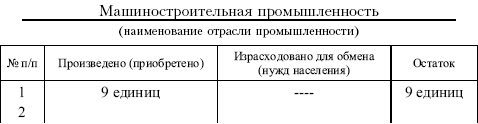 Машиностроительная промышленность
(наименование отрасли промышленности)
№ п/п Произведено (приобретено) Израсходовано для обмена (нужд населения) Остаток
1 9 единиц ---- 9 единиц
2